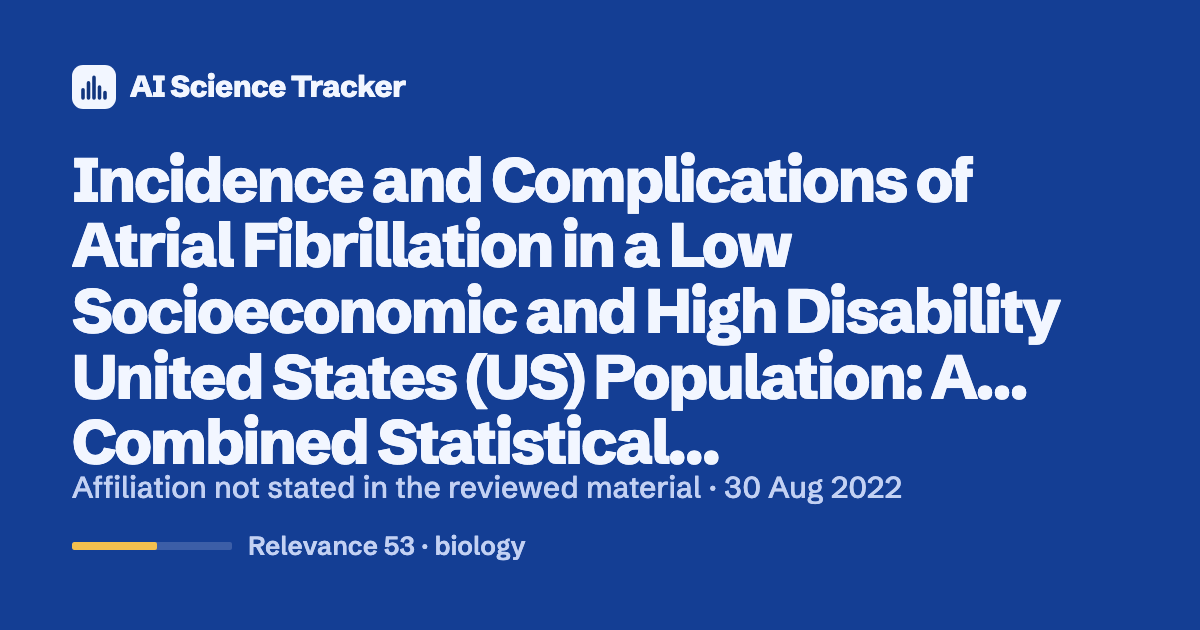 AI Science Tracker
Incidence and Complications of
Atrial Fibrillation in a Low
Socioeconomic and High Disability
United States (US) Population: A...
Combined Statistical...
Affiliation not stated in the reviewed material · 30 Aug 2022
Relevance 53 · biology